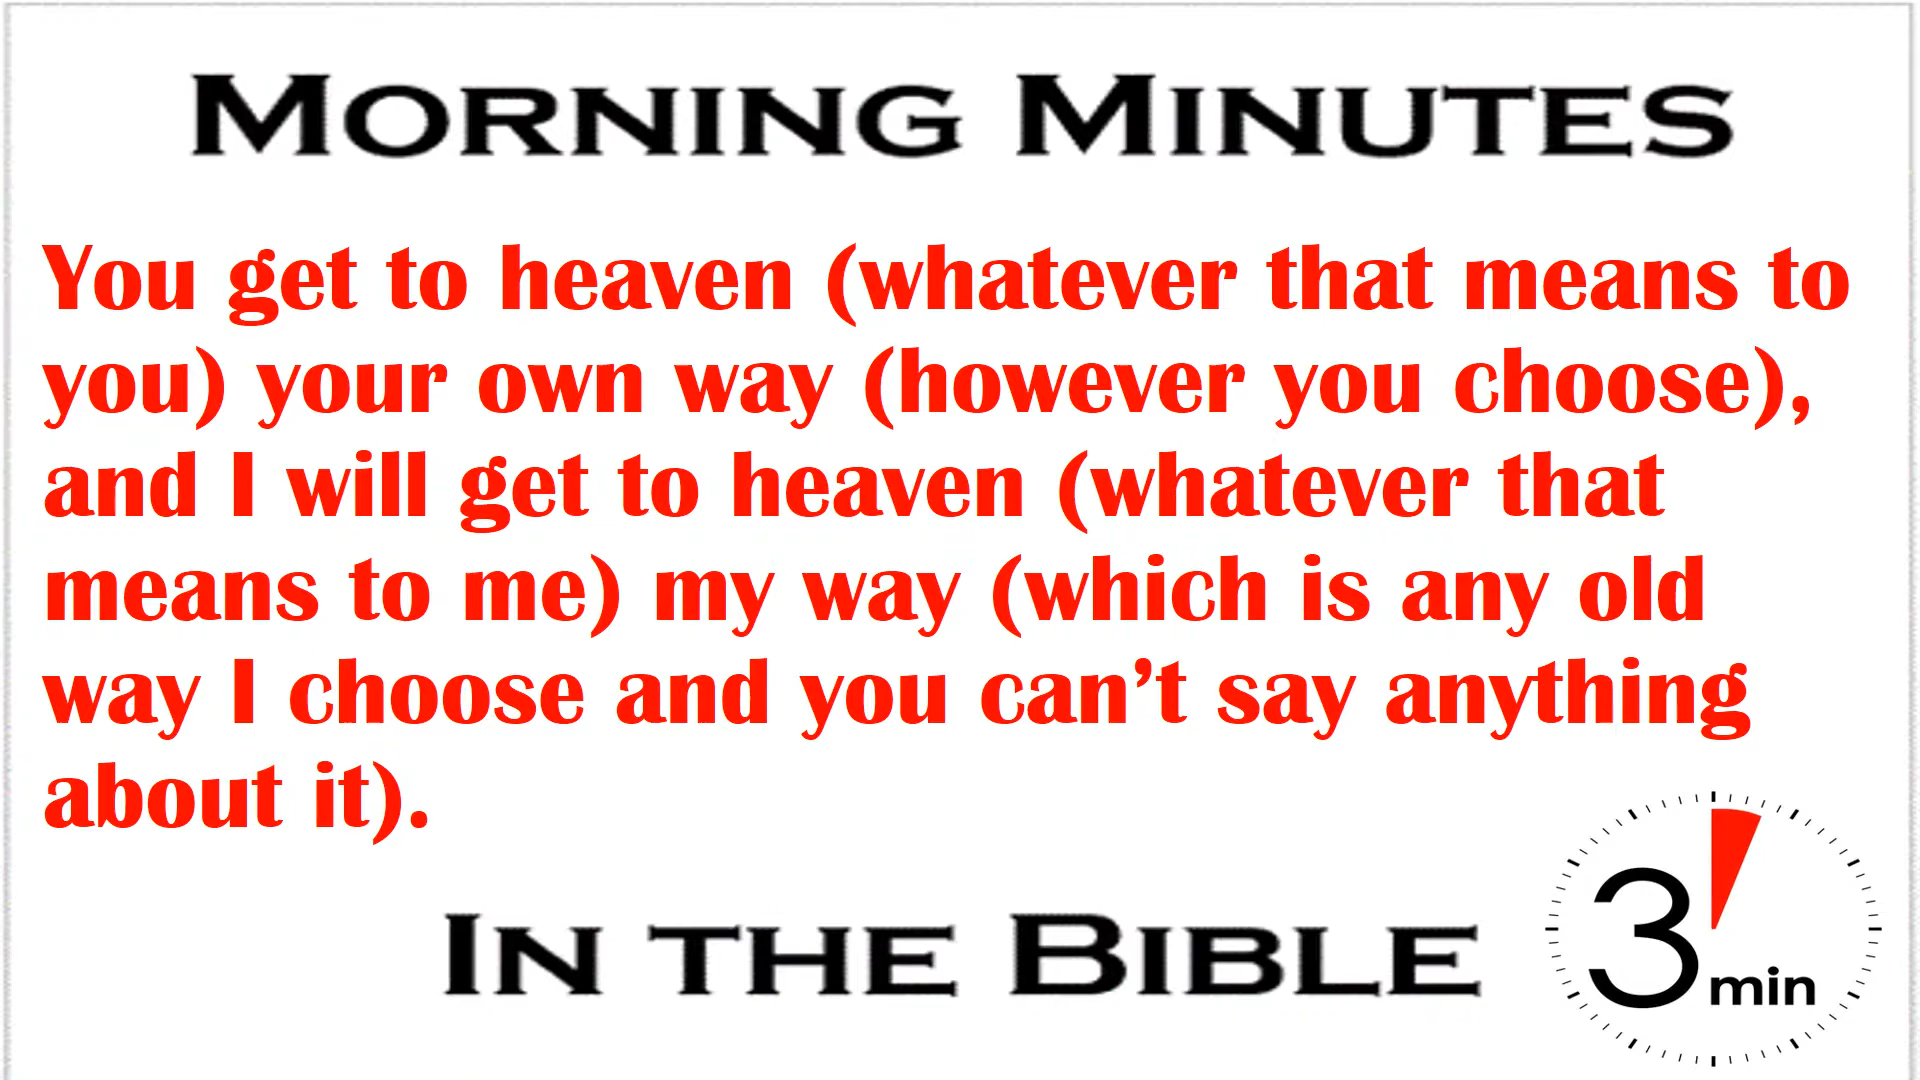 MORNING MINUTES
You get to heaven (whatever that means to
you) your own way (however you choose),
and I will get to heaven (whatever that
means to me) my way (which is any old
way I choose and you can’t say anything
about it).
IN THE BIBLE
3 min